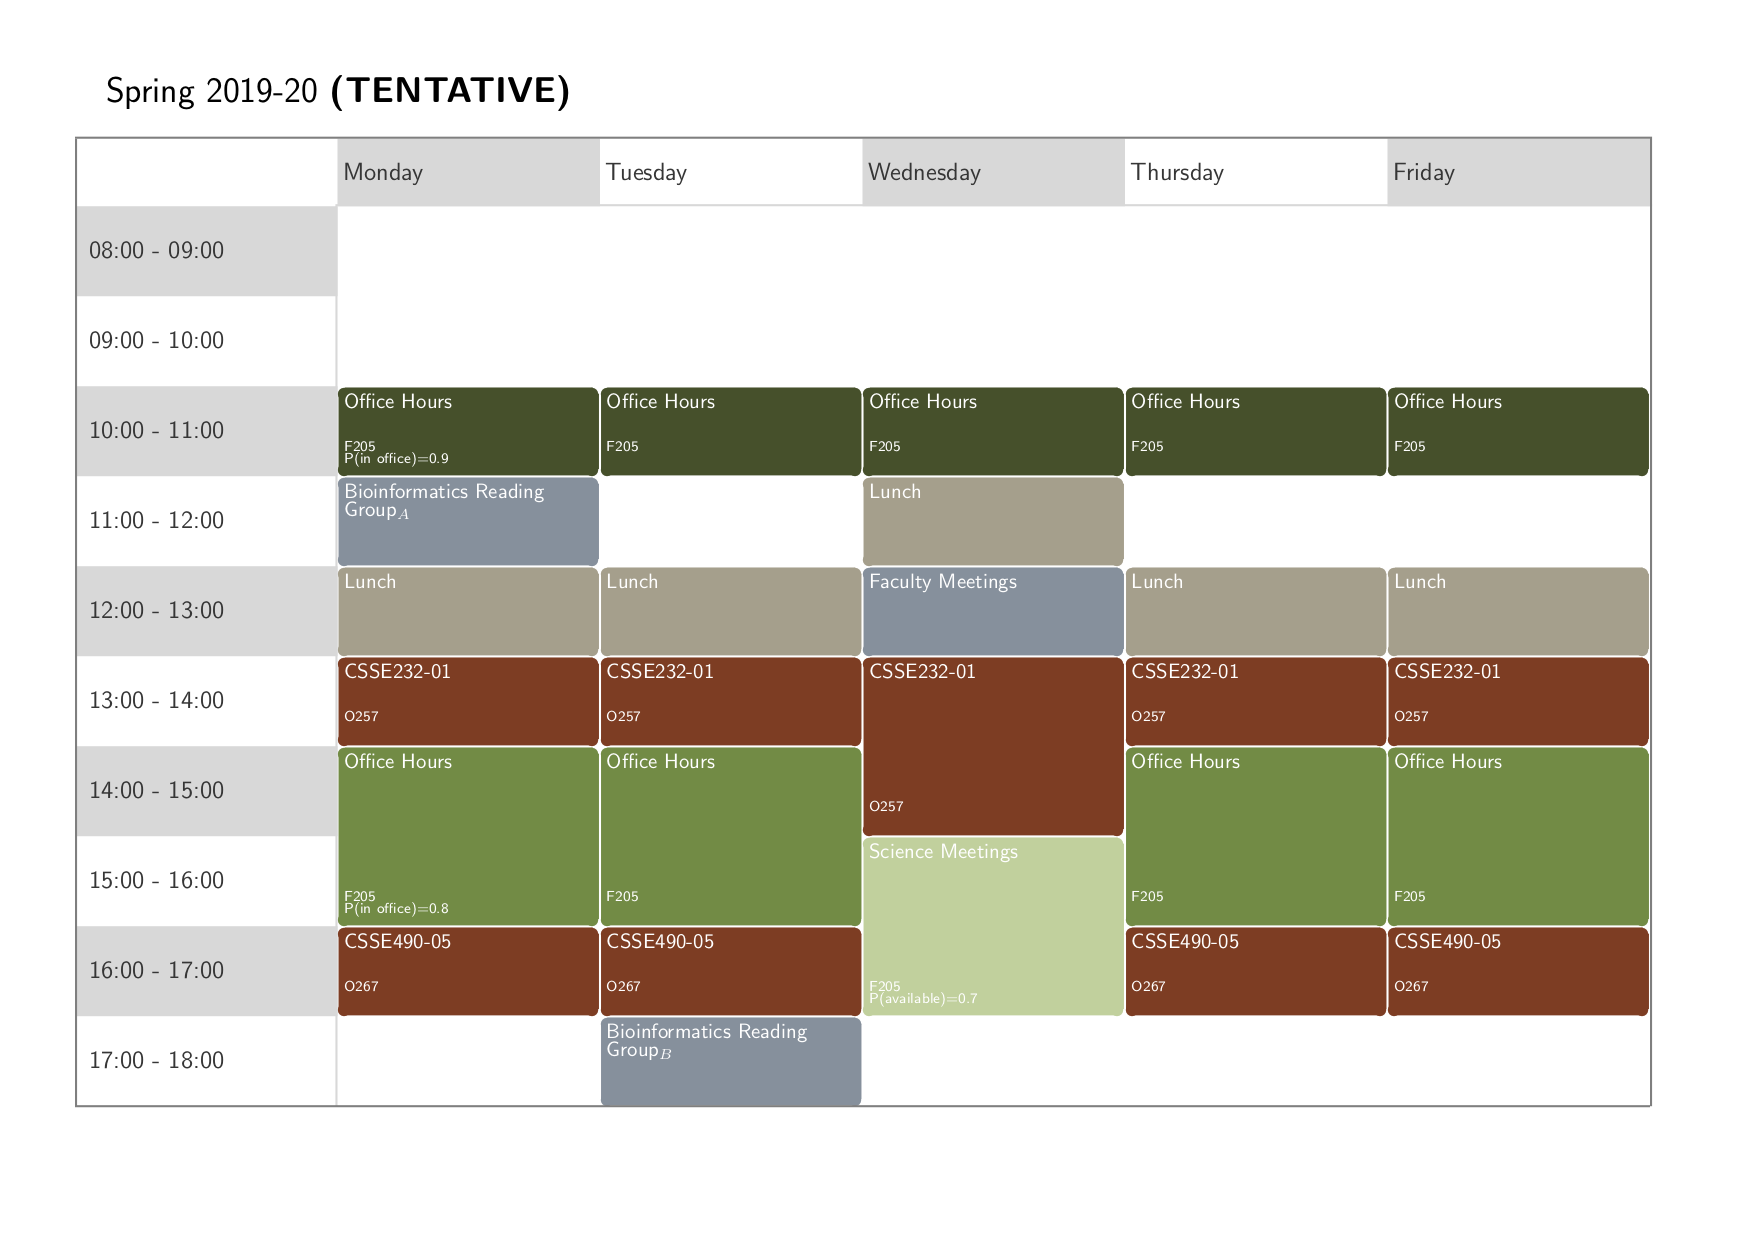 Spring 2019-20 (TENTATIVE)
Monday Tuesday Wednesday Thursday Friday
08:00 - 09:00
09:00 - 10:00
10:00 - 11:00
Office Hours Office Hours Office Hours Office Hours Office Hours
F205 F205 F205 F205 F205
P(in office)=0.9
11:00 - 12:00
Bioinformatics Reading Lunch
Group_A
12:00 - 13:00
Lunch Lunch Faculty Meetings Lunch Lunch
13:00 - 14:00
CSSE232-01 CSSE232-01 CSSE232-01 CSSE232-01 CSSE232-01
O257 O257 O257 O257
14:00 - 15:00
Office Hours Office Hours Office Hours Office Hours
O257
15:00 - 16:00
Science Meetings
F205 F205 F205 F205
P(in office)=0.8
16:00 - 17:00
CSSE490-05 CSSE490-05 CSSE490-05 CSSE490-05
O267 O267 F205 O267 O267
P(available)=0.7
17:00 - 18:00
Bioinformatics Reading
Group_B